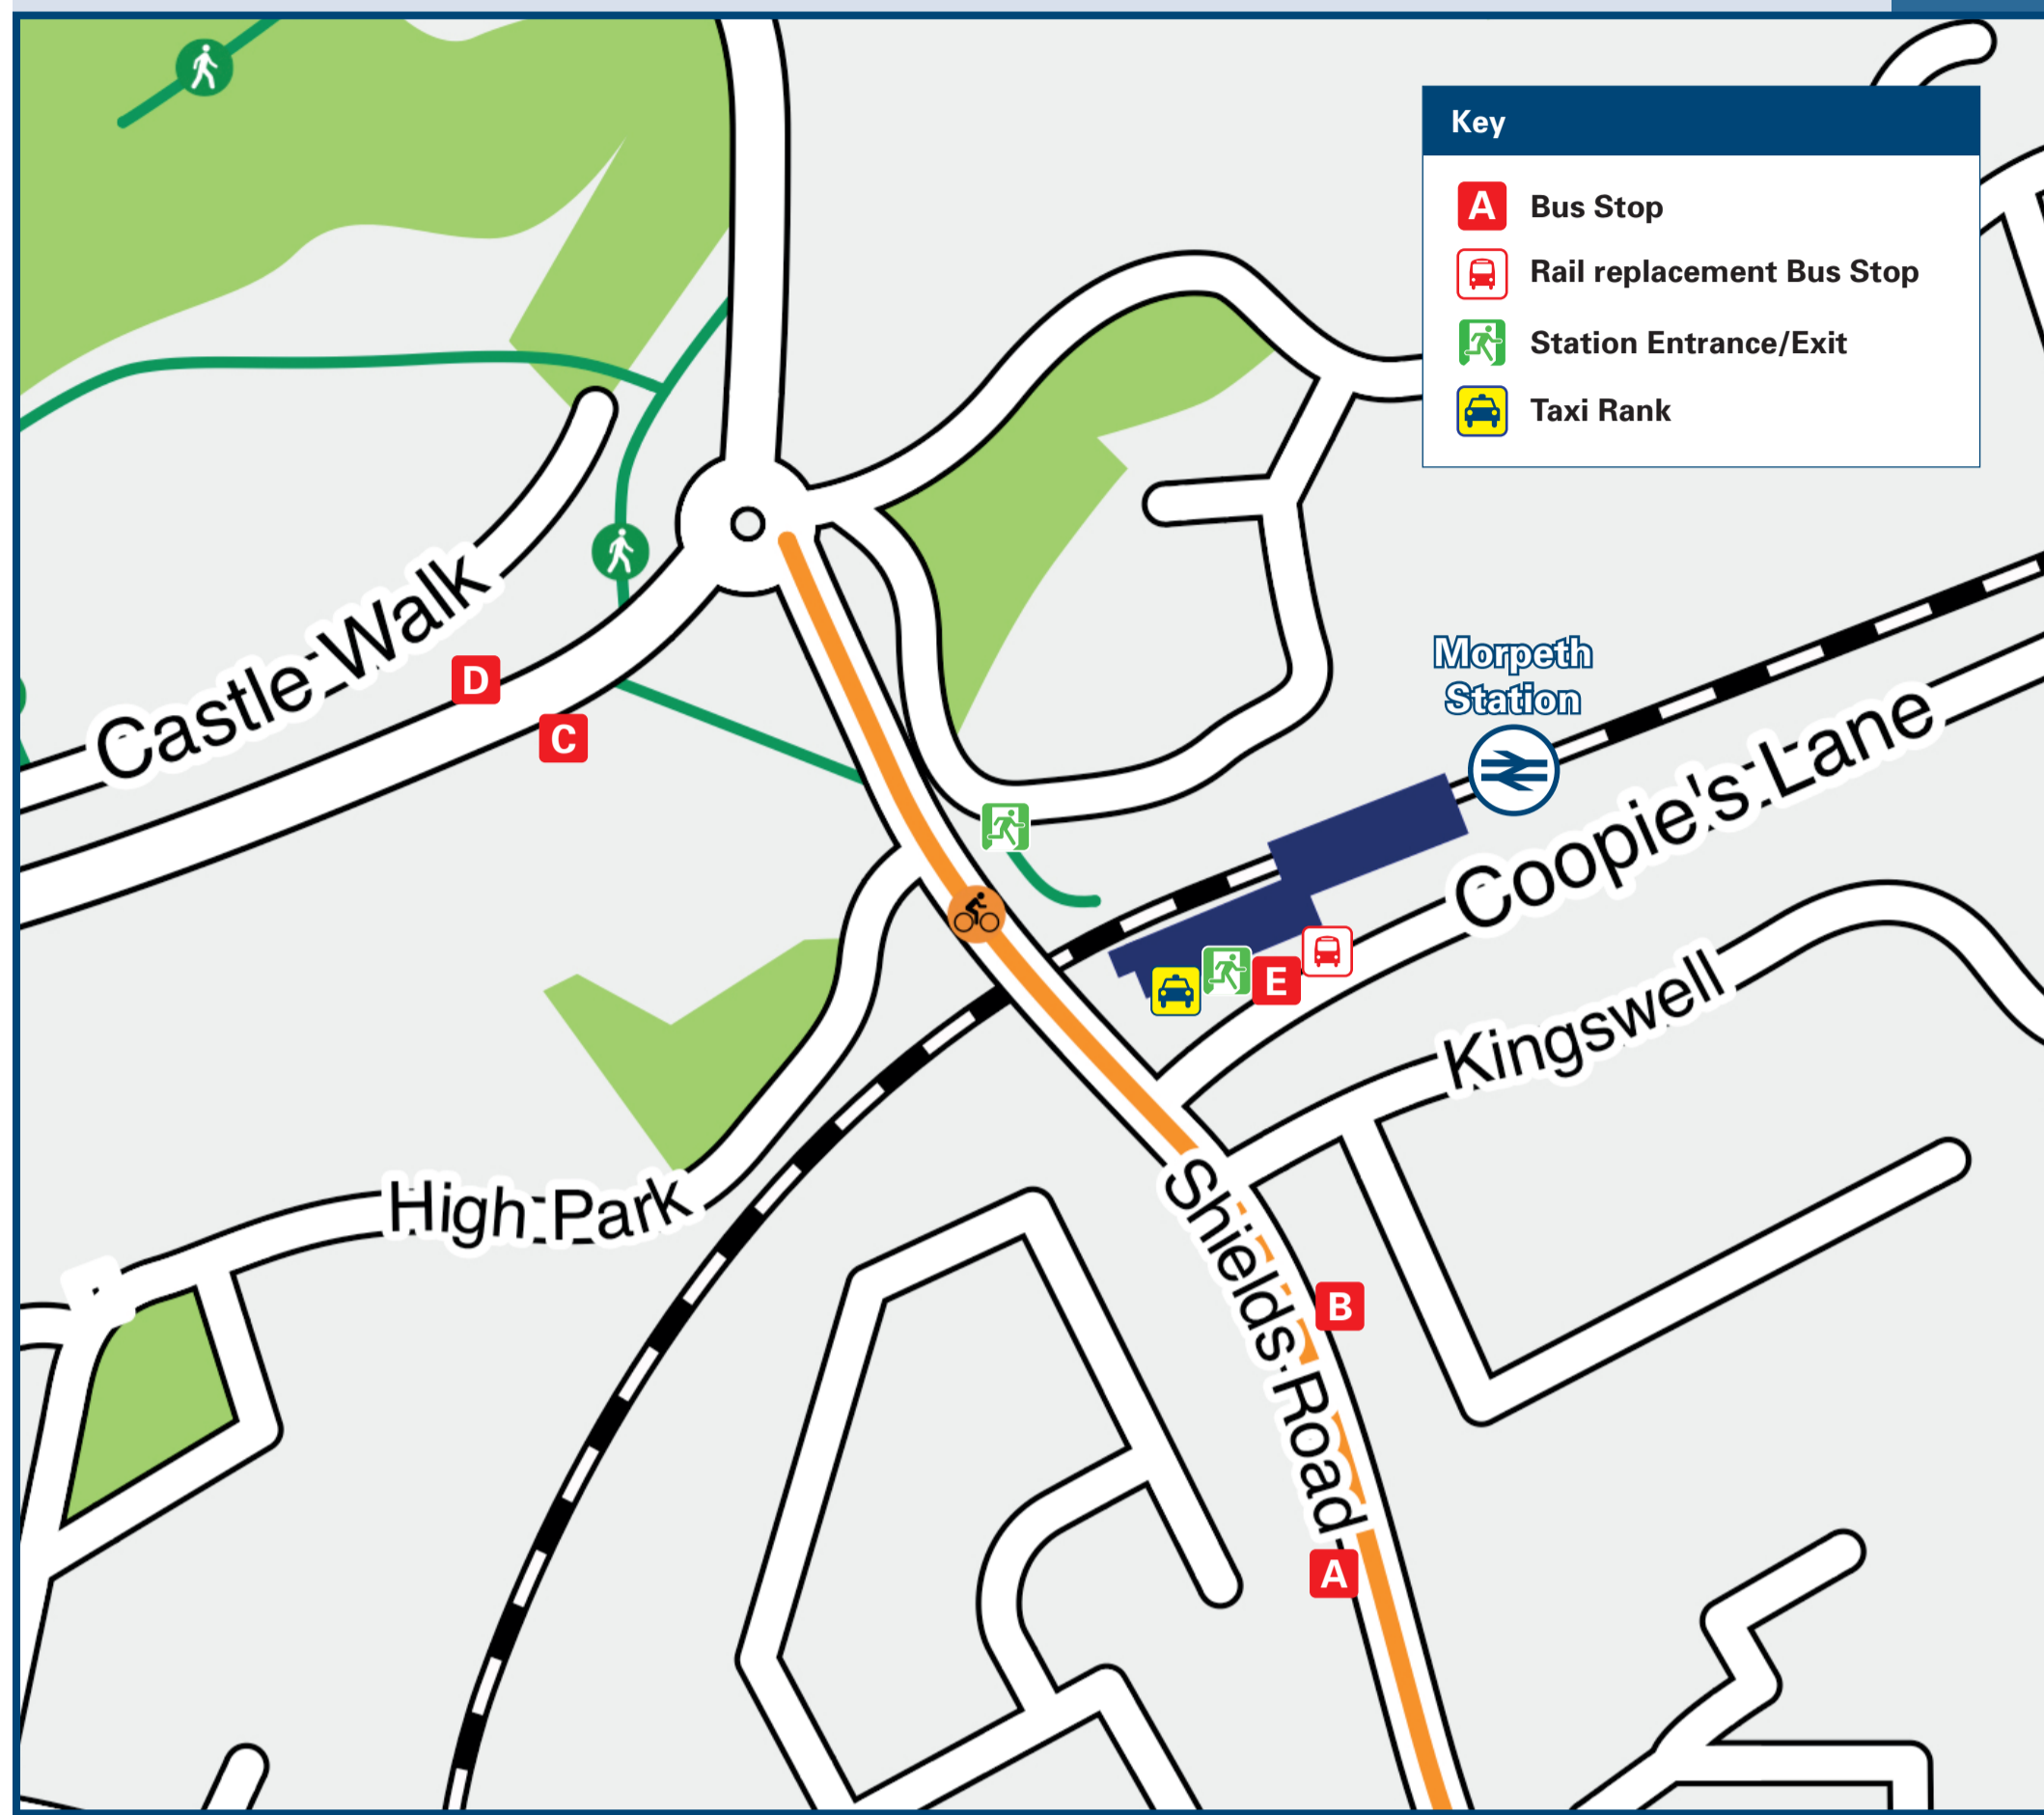 Key
A Bus Stop
Rail replacement Bus Stop
Station Entrance/Exit
Taxi Rank
Castle Walk
D
C
Morpeth
Station
Coopie's Lane
E
Kingswell
High Park
Shields Road
B
A